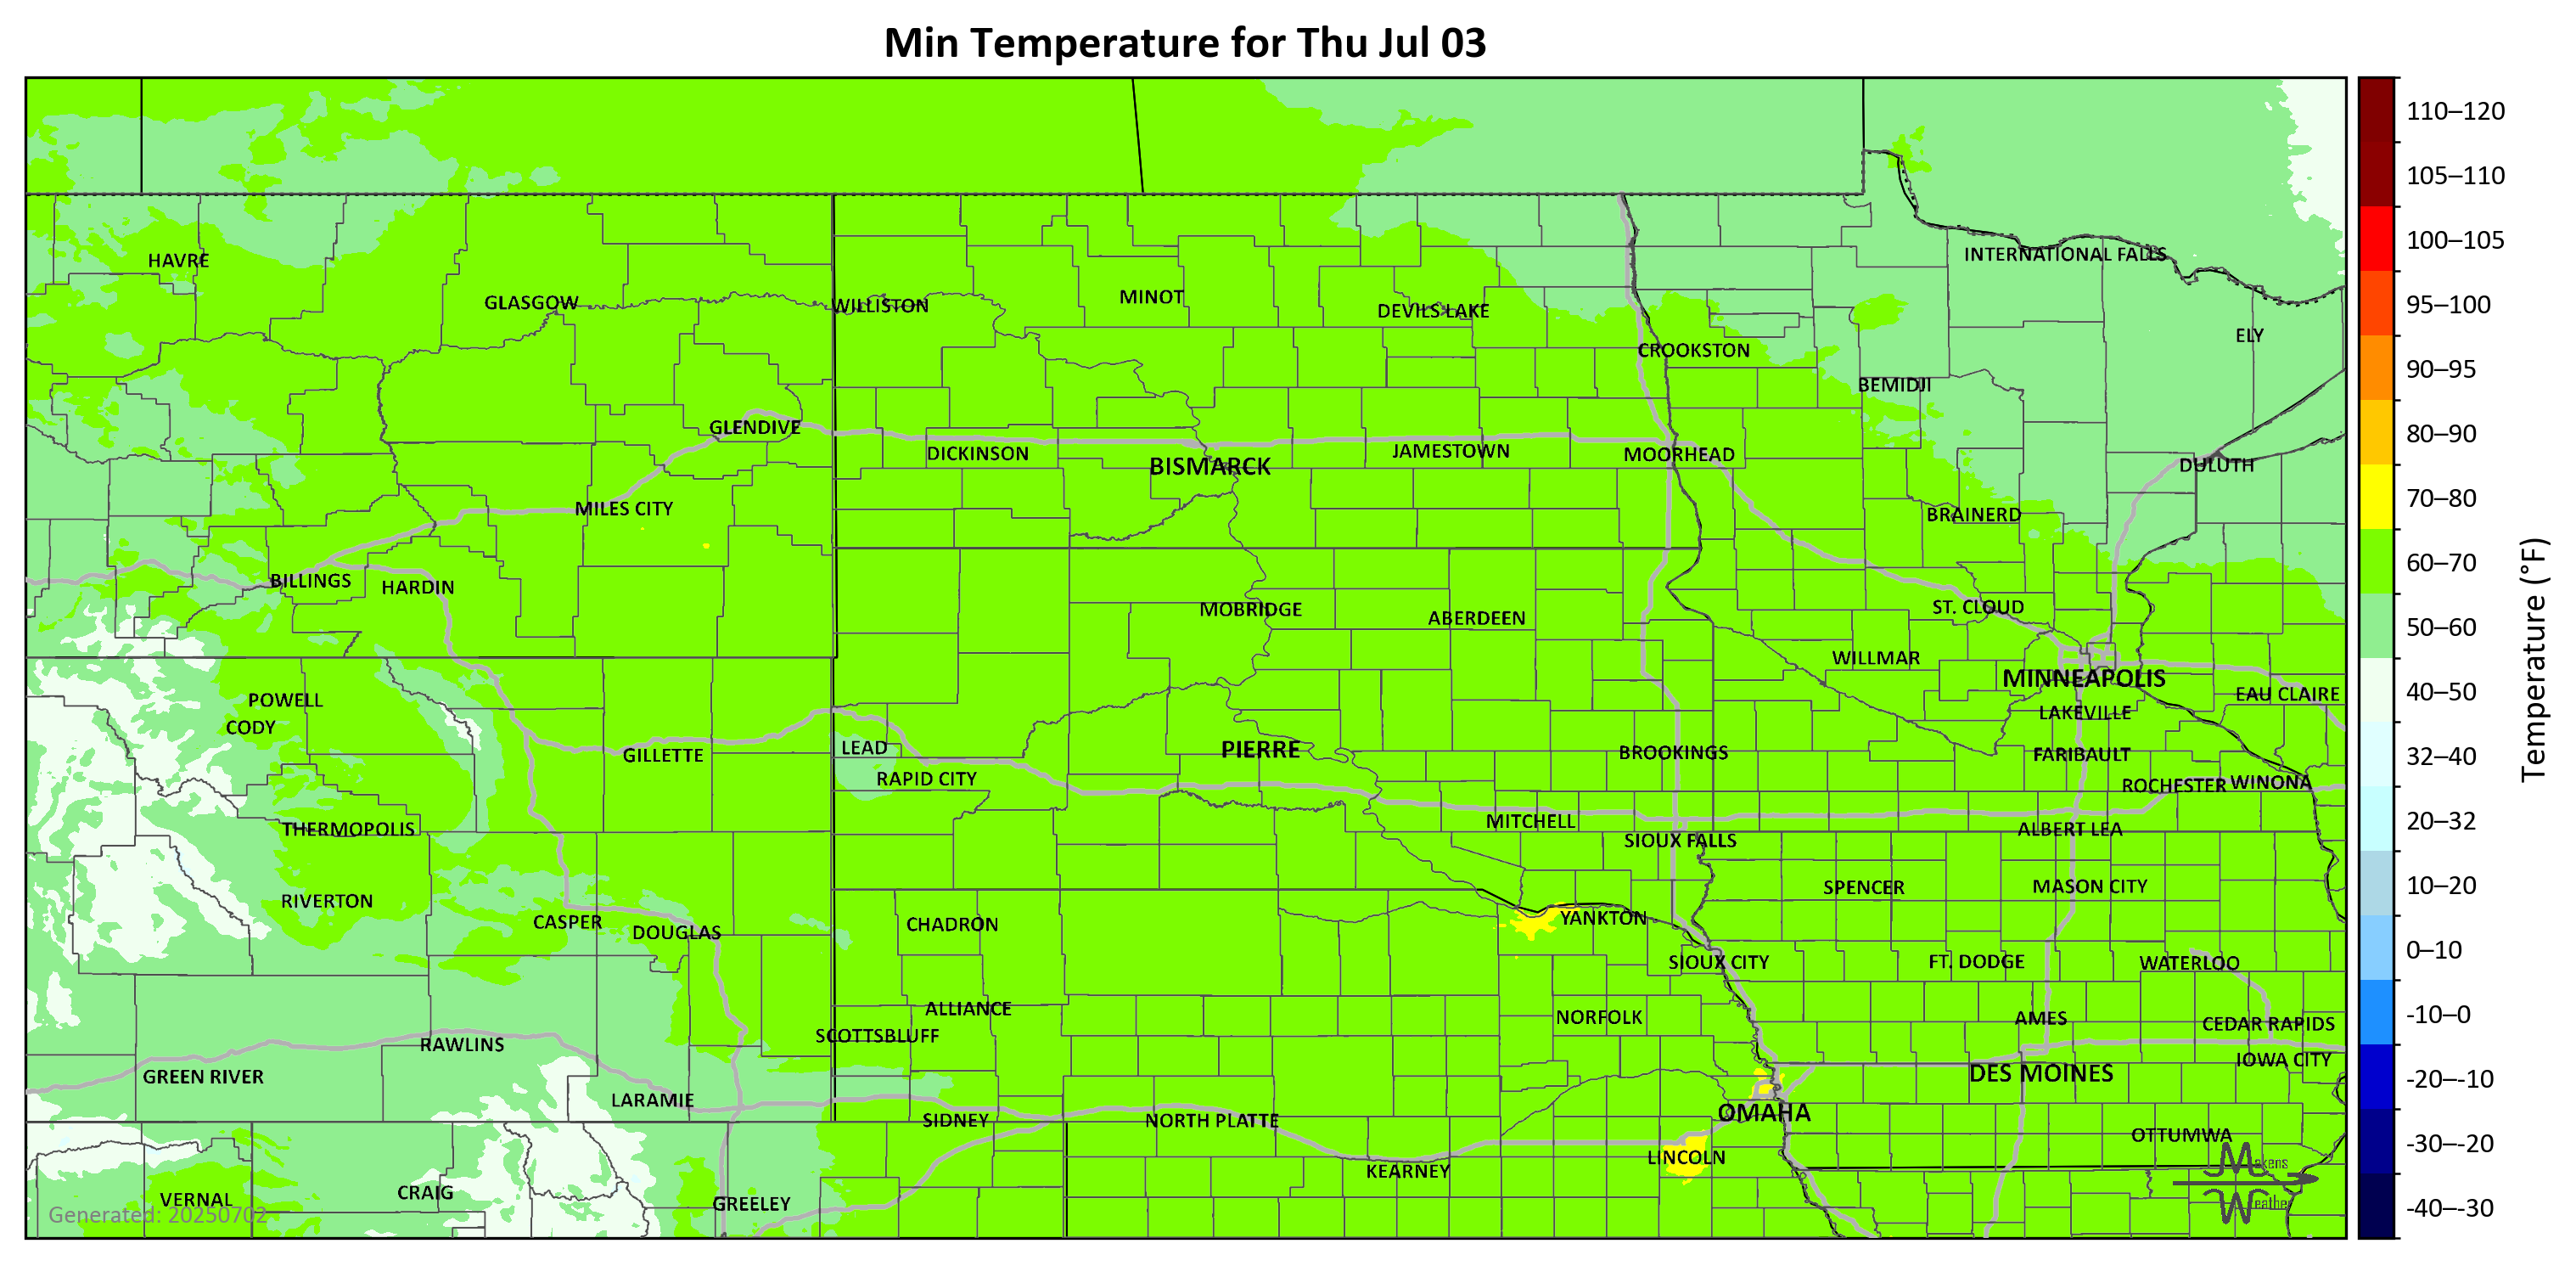 Min Temperature for Thu Jul 03
110–120
105–110
100–105
95–100
90–95
80–90
70–80
60–70
50–60
40–50
32–40
20–32
10–20
0–10
-10–0
-20–-10
-30–-20
-40–-30
Temperature (°F)
INTERNATIONAL FALLS
HAVRE
GLASGOW
WILLISTON
MINOT
DEVILS LAKE
ELY
CROOKSTON
BEMIDJI
GLENDIVE
DICKINSON
BISMARCK
JAMESTOWN
MOORHEAD
DULUTH
MILES CITY
BRAINERD
BILLINGS
HARDIN
MOBRIDGE
ABERDEEN
ST. CLOUD
WILLMAR
MINNEAPOLIS
EAU CLAIRE
POWELL
CODY
LAKEVILLE
GILLETTE
LEAD
PIERRE
BROOKINGS
FARIBAULT
RAPID CITY
ROCHESTER
WINONA
THERMOPOLIS
MITCHELL
SIOUX FALLS
ALBERT LEA
RIVERTON
SPENCER
MASON CITY
CASPER
DOUGLAS
CHADRON
YANKTON
SIOUX CITY
FT. DODGE
WATERLOO
ALLIANCE
NORFOLK
AMES
CEDAR RAPIDS
SCOTTSBLUFF
RAWLINS
GREEN RIVER
IOWA CITY
DES MOINES
LARAMIE
SIDNEY
NORTH PLATTE
OMAHA
OTTUMWA
KEARNEY
LINCOLN
VERNAL
CRAIG
GREELEY
Generated: 20250702
Makens
Weather